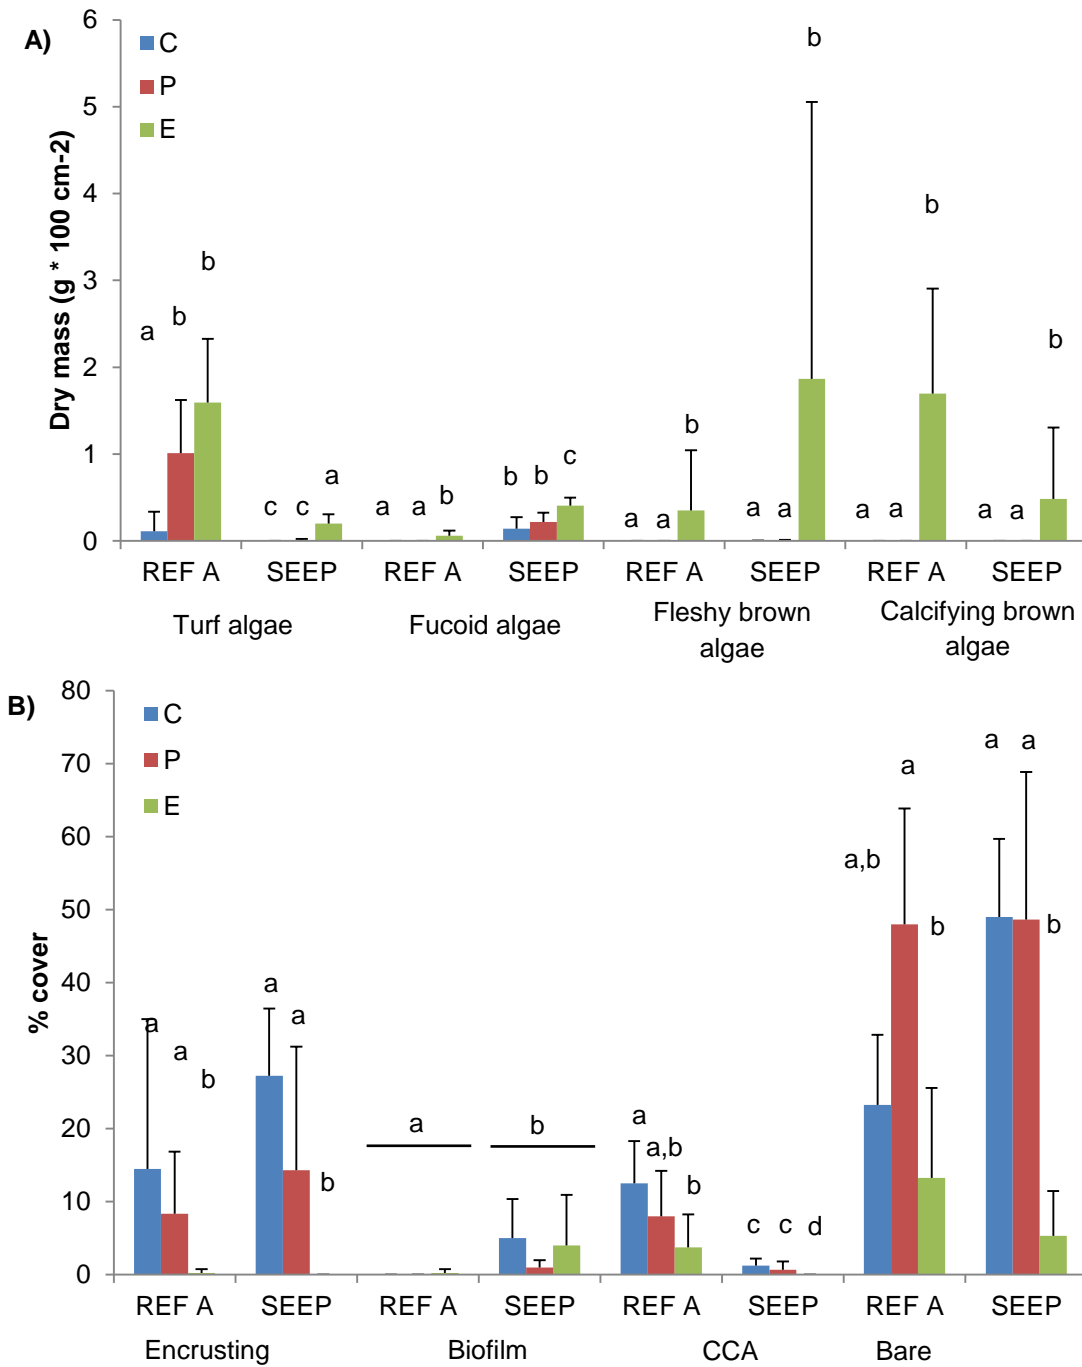 A)
C
P
E
Dry mass (g * 100 cm-2)
6
5
4
3
2
1
0
a b b
c c a
a a b
b b c
a a b
a a b
a a b
a a b
REF A SEEP REF A SEEP REF A SEEP REF A SEEP
Turf algae Fucoid algae Fleshy brown algae Calcifying brown algae
B)
C
P
E
% cover
80
70
60
50
40
30
20
10
0
a a b
a a b
a
b
a a,b b
c c d
a,b a b
a a b
REF A SEEP REF A SEEP REF A SEEP REF A SEEP
Encrusting Biofilm CCA Bare